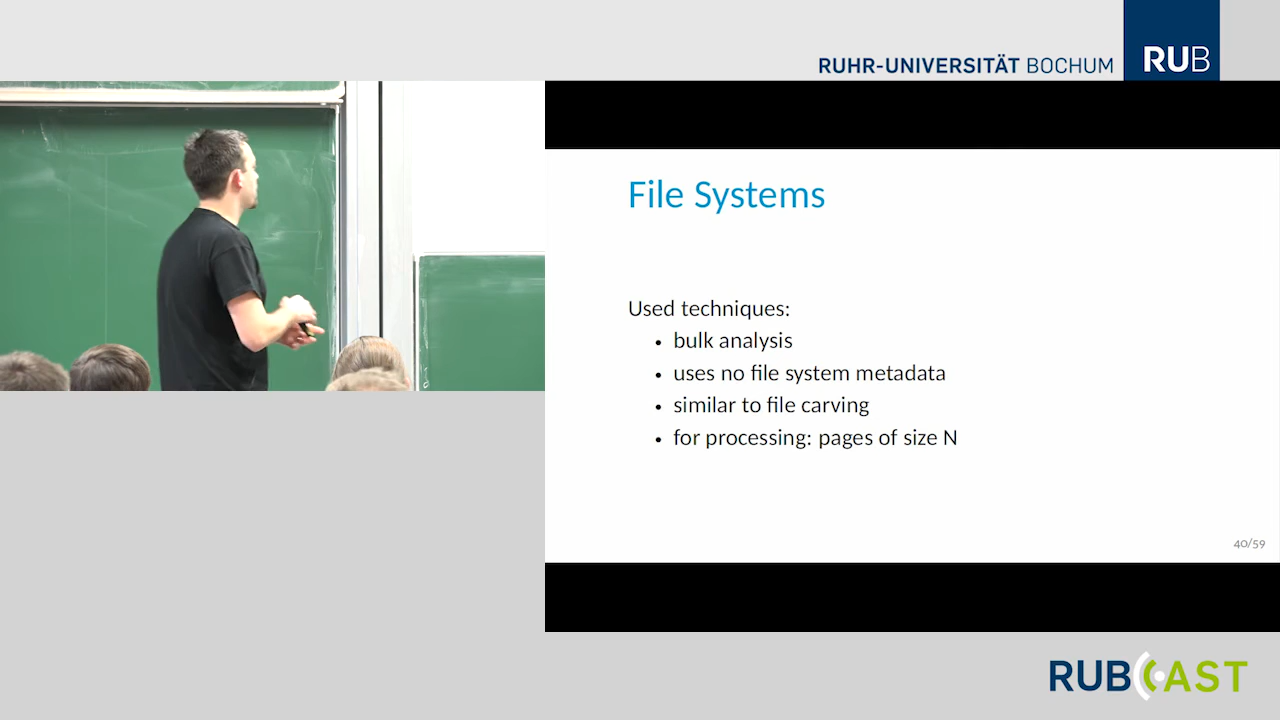 RUHR-UNIVERSITÄT BOCHUM
RUB
File Systems
Used techniques:
• bulk analysis
• uses no file system metadata
• similar to file carving
• for processing: pages of size N
40/59
RUBCAST